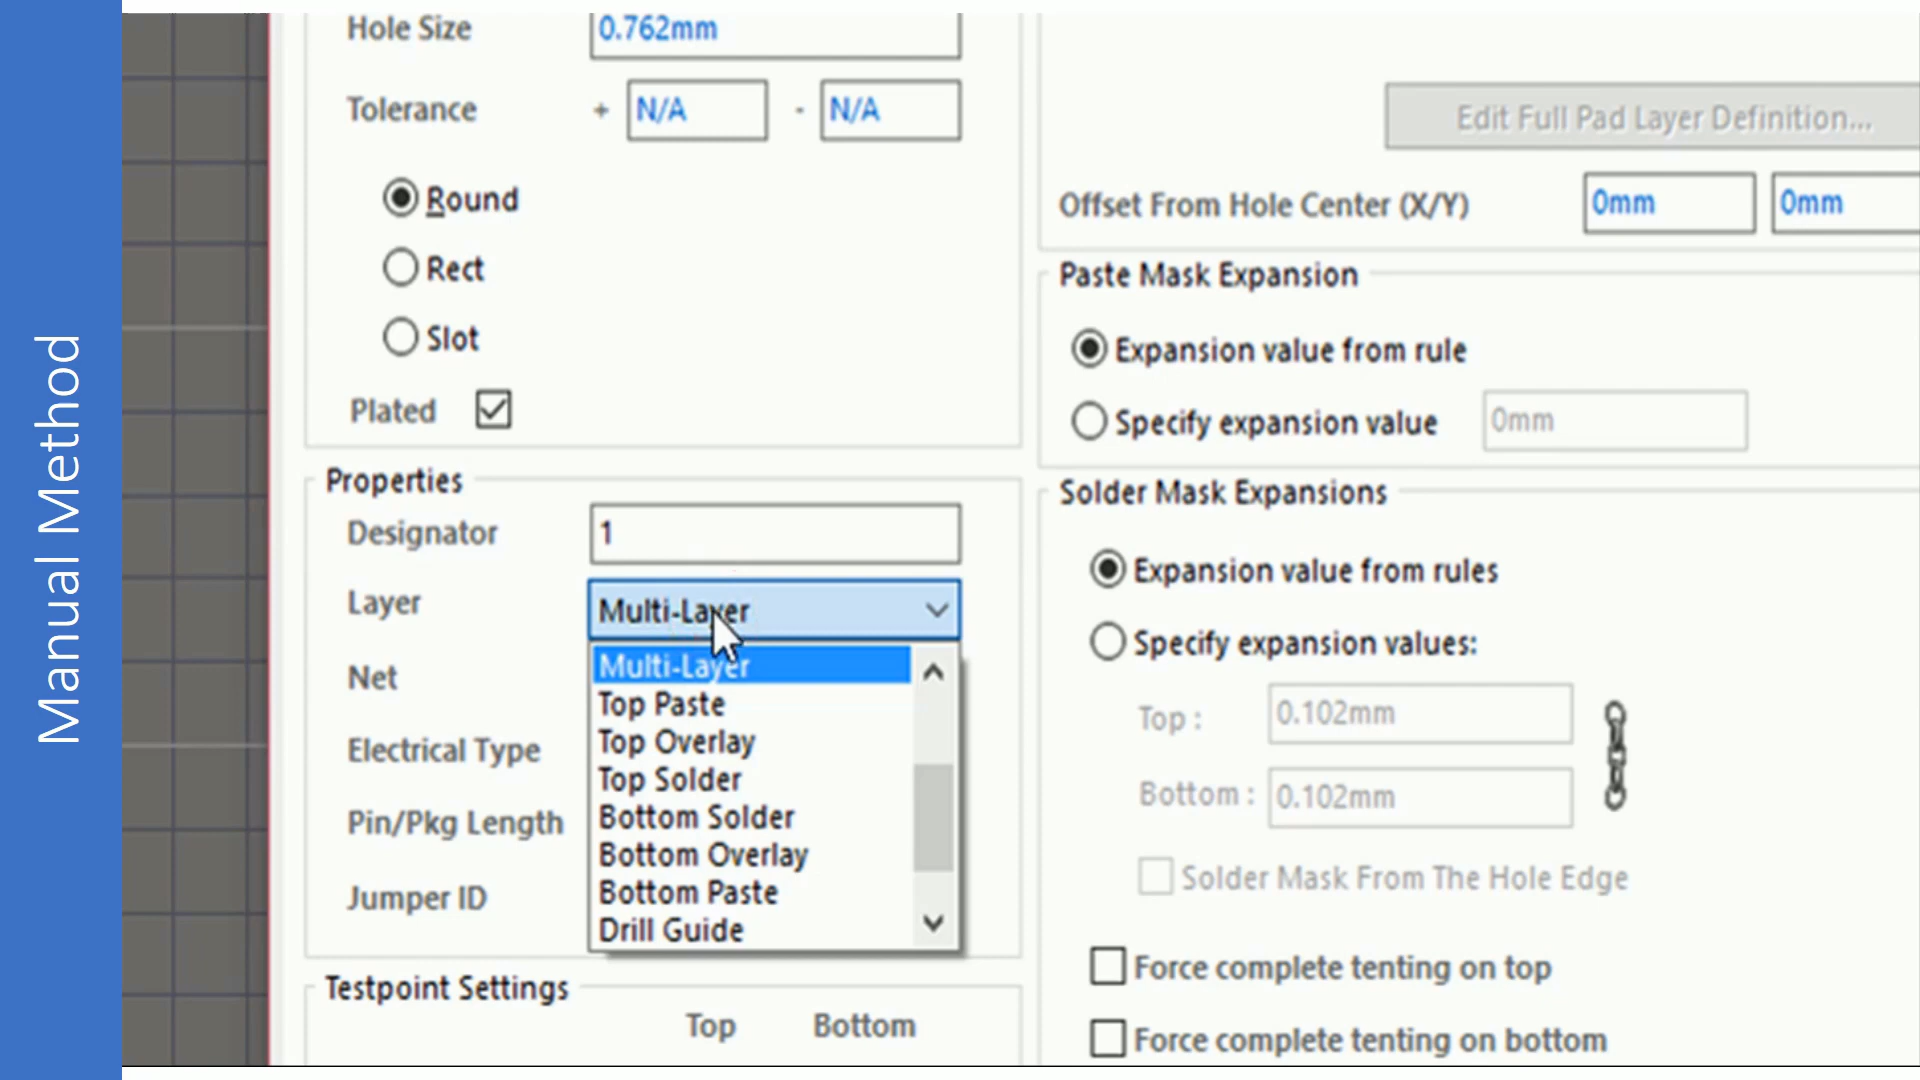 Manual Method
Hole Size 0.762mm
Tolerance + N/A - N/A
Round
Rect
Slot
Plated
Properties
Designator 1
Layer Multi-Layer
Multi-Layer
Top Paste
Top Overlay
Top Solder
Bottom Solder
Bottom Overlay
Bottom Paste
Drill Guide
Net
Electrical Type
Pin/Pkg Length
Jumper ID
Testpoint Settings
Top Bottom
Edit Full Pad Layer Definition...
Offset From Hole Center (X/Y) 0mm 0mm
Paste Mask Expansion
Expansion value from rule
Specify expansion value 0mm
Solder Mask Expansions
Expansion value from rules
Specify expansion values:
Top : 0.102mm
Bottom : 0.102mm
Solder Mask From The Hole Edge
Force complete tenting on top
Force complete tenting on bottom